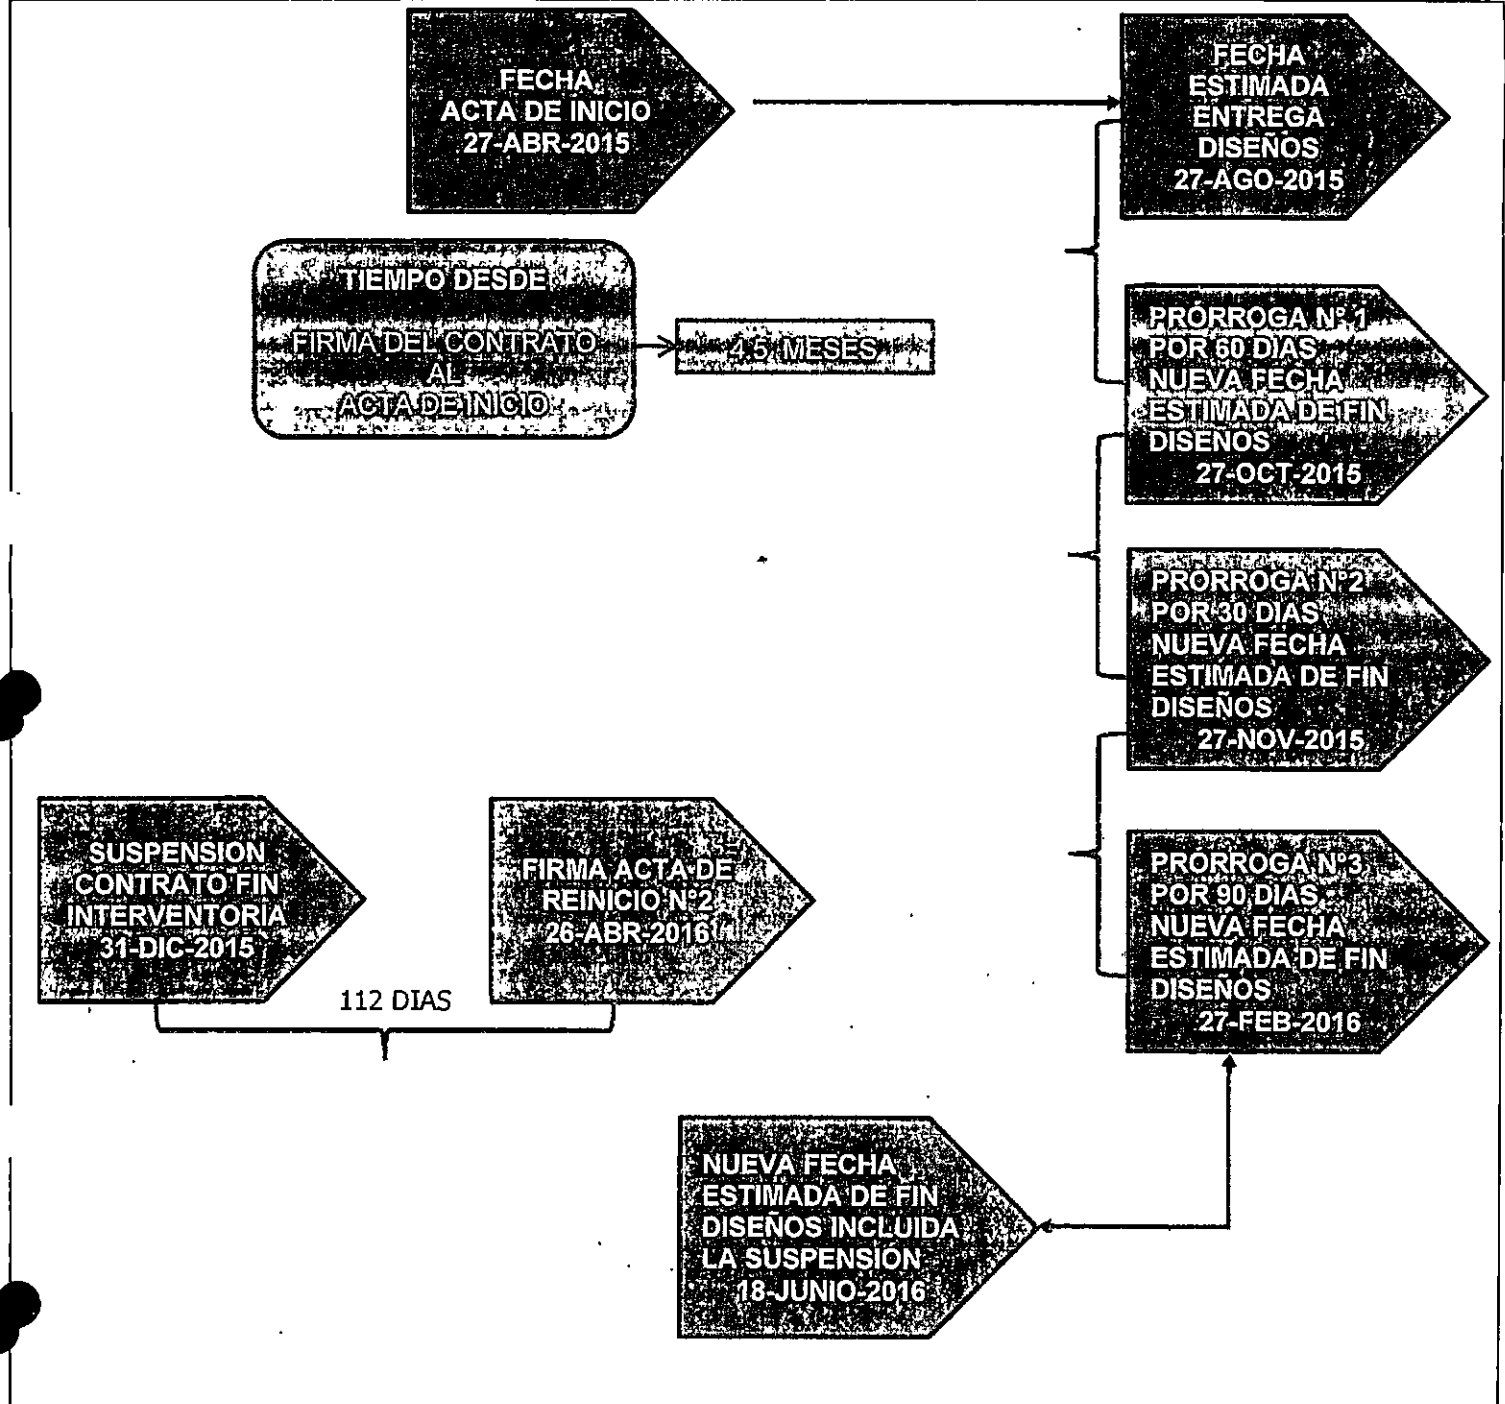 FECHA
ACTA DE INICIO
27-ABR-2015
FECHA
ESTIMADA
ENTREGA
DISEÑOS
27-AGO-2015
TIEMPO DESDE
FIRMA DEL CONTRATO
AL
ACTA DE INICIO
4.5 MESES
PRORROGA N° 1
POR 60 DIAS
NUEVA FECHA
ESTIMADA DE FIN
DISEÑOS
27-OCT-2015
PRORROGA N°2
POR 30 DIAS
NUEVA FECHA
ESTIMADA DE FIN
DISEÑOS
27-NOV-2015
SUSPENSION
CONTRATO FIN
INTERVENTORIA
31-DIC-2015
FIRMA ACTA DE
REINICIO N°2
26-ABR-2016
112 DIAS
PRORROGA N°3
POR 90 DIAS
NUEVA FECHA
ESTIMADA DE FIN
DISEÑOS
27-FEB-2016
NUEVA FECHA
ESTIMADA DE FIN
DISEÑOS INCLUIDA
LA SUSPENSIÓN
18-JUNIO-2016